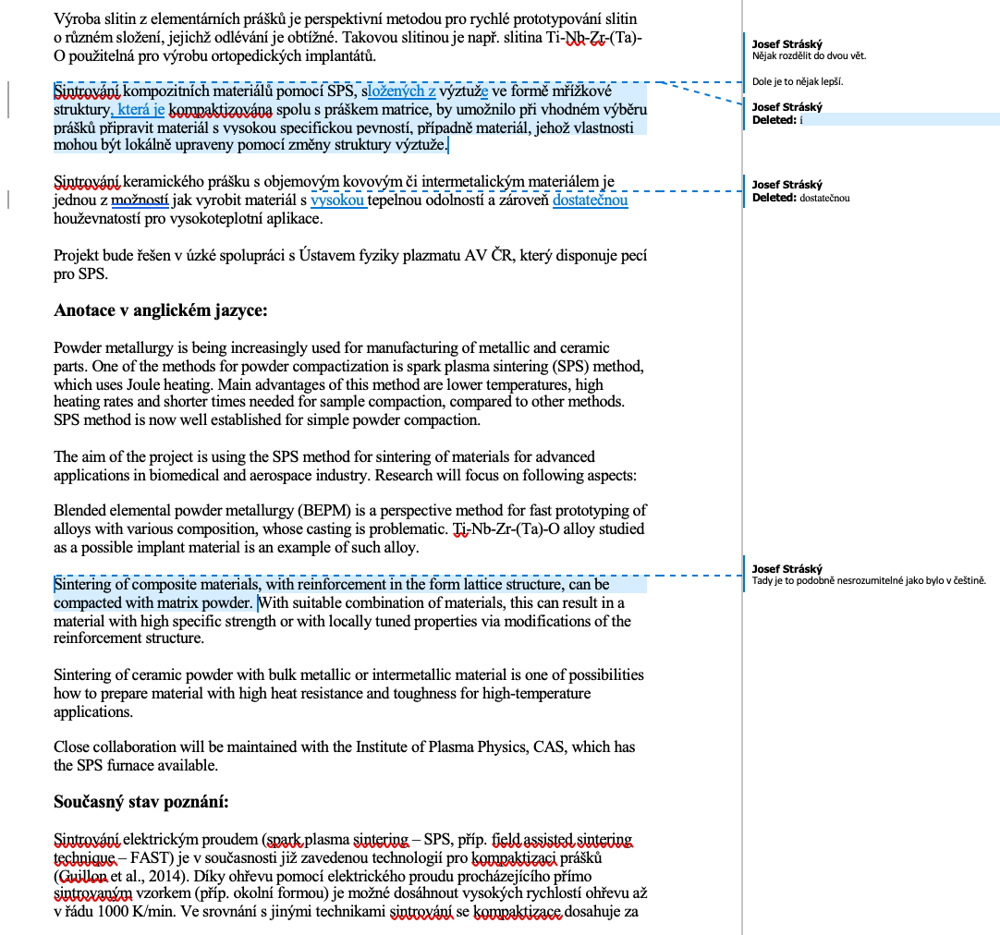 Výroba slitin z elementárních prášků je perspektivní metodou pro rychlé prototypování slitin
o různém složení, jejichž odlévání je obtížné. Takovou slitinou je např. slitina Ti-Nb-Zr-(Ta)-
O použitelná pro výrobu ortopedických implantátů.
Sintrování kompozitních materiálů pomocí SPS, složených z výztuže ve formě mřížkové
struktury, která je kompaktizována spolu s práškem matrice, by umožnilo při vhodném výběru
prášků připravit materiál s vysokou specifickou pevností, případně materiál, jehož vlastnosti
mohou být lokálně upraveny pomocí změny struktury výztuže.
Sintrování keramického prášku s objemovým kovovým či intermetalickým materiálem je
jednou z možností jak vyrobit materiál s vysokou tepelnou odolností a zároveň dostatečnou
houževnatostí pro vysokoteplotní aplikace.
Projekt bude řešen v úzké spolupráci s Ústavem fyziky plazmatu AV ČR, který disponuje pecí
pro SPS.
Anotace v anglickém jazyce:
Powder metallurgy is being increasingly used for manufacturing of metallic and ceramic
parts. One of the methods for powder compactization is spark plasma sintering (SPS) method,
which uses Joule heating. Main advantages of this method are lower temperatures, high
heating rates and shorter times needed for sample compaction, compared to other methods.
SPS method is now well established for simple powder compaction.
The aim of the project is using the SPS method for sintering of materials for advanced
applications in biomedical and aerospace industry. Research will focus on following aspects:
Blended elemental powder metallurgy (BEPM) is a perspective method for fast prototyping of
alloys with various composition, whose casting is problematic. Ti-Nb-Zr-(Ta)-O alloy studied
as a possible implant material is an example of such alloy.
Sintering of composite materials, with reinforcement in the form lattice structure, can be
compacted with matrix powder. With suitable combination of materials, this can result in a
material with high specific strength or with locally tuned properties via modifications of the
reinforcement structure.
Sintering of ceramic powder with bulk metallic or intermetallic material is one of possibilities
how to prepare material with high heat resistance and toughness for high-temperature
applications.
Close collaboration will be maintained with the Institute of Plasma Physics, CAS, which has
the SPS furnace available.
Současný stav poznání:
Sintrování elektrickým proudem (spark plasma sintering – SPS, příp. field assisted sintering
technique – FAST) je v současnosti již zavedenou technologií pro kompaktizaci prášků
(Guillon et al., 2014). Díky ohřevu pomocí elektrického proudu procházejícího přímo
sintrovaným vzorkem (příp. okolní formou) je možné dosáhnout vysokých rychlostí ohřevu až
v řádu 1000 K/min. Ve srovnání s jinými technikami sintrování se kompaktizace dosahuje za
Josef Stráský
Nějak rozdělit do dvou vět.
Dole je to nějak lepší.
Josef Stráský
Deleted: í
Josef Stráský
Deleted: dostatečnou
Josef Stráský
Tady je to podobně nesrozumitelné jako bylo v češtině.